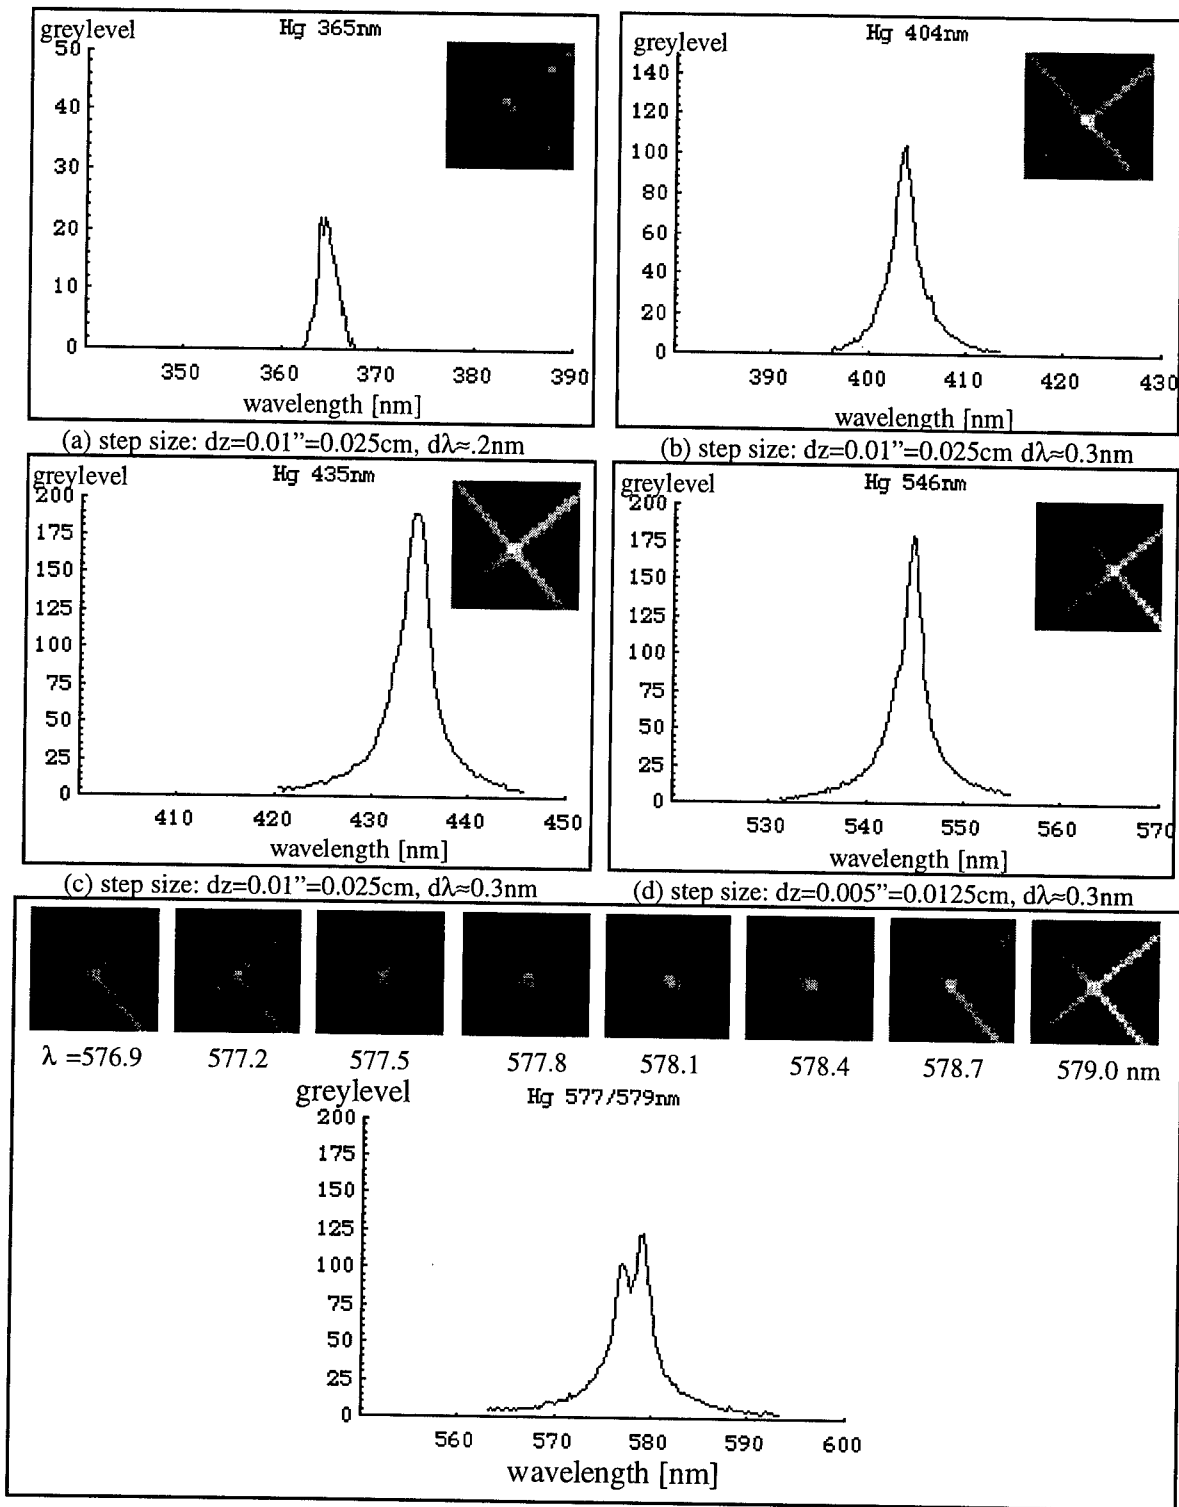 Hg 365nm
greylevel
50
40
30
20
10
0
350 360 370 380 390
wavelength [nm]
(a) step size: dz=0.01”=0.025cm, dλ≈.2nm
Hg 404nm
greylevel
140
120
100
80
60
40
20
0
390 400 410 420 430
wavelength [nm]
(b) step size: dz=0.01”=0.025cm dλ≈0.3nm
Hg 435nm
greylevel
200
175
150
125
100
75
50
25
0
410 420 430 440 450
wavelength [nm]
(c) step size: dz=0.01”=0.025cm, dλ≈0.3nm
Hg 546nm
greylevel
200
175
150
125
100
75
50
25
0
530 540 550 560 570
wavelength [nm]
(d) step size: dz=0.005”=0.0125cm, dλ≈0.3nm
λ =576.9 577.2 577.5 577.8 578.1 578.4 578.7 579.0 nm
greylevel
Hg 577/579nm
200
175
150
125
100
75
50
25
0
560 570 580 590 600
wavelength [nm]